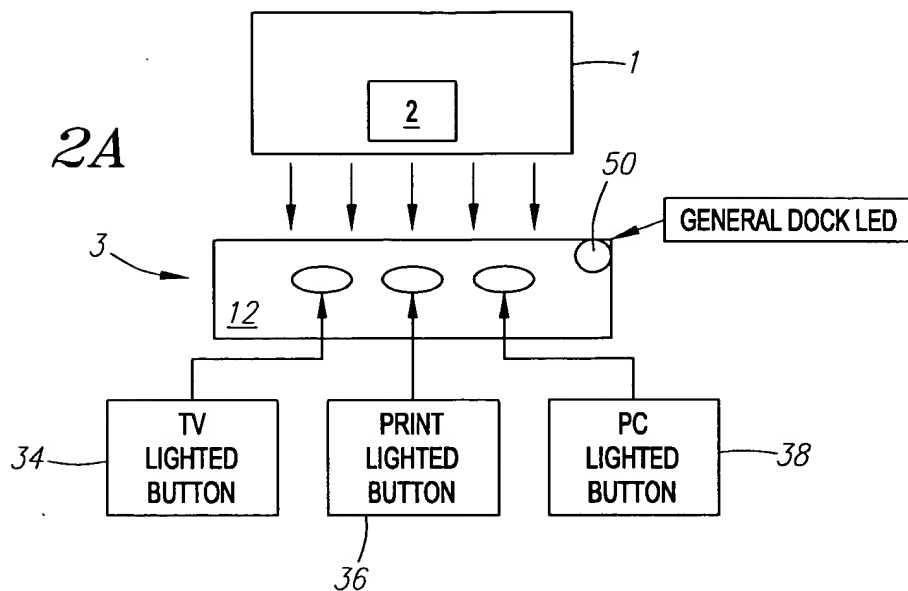 1
2
2A
50
GENERAL DOCK LED
3
12
TV
LIGHTED
BUTTON
34
PRINT
LIGHTED
BUTTON
36
PC
LIGHTED
BUTTON
38